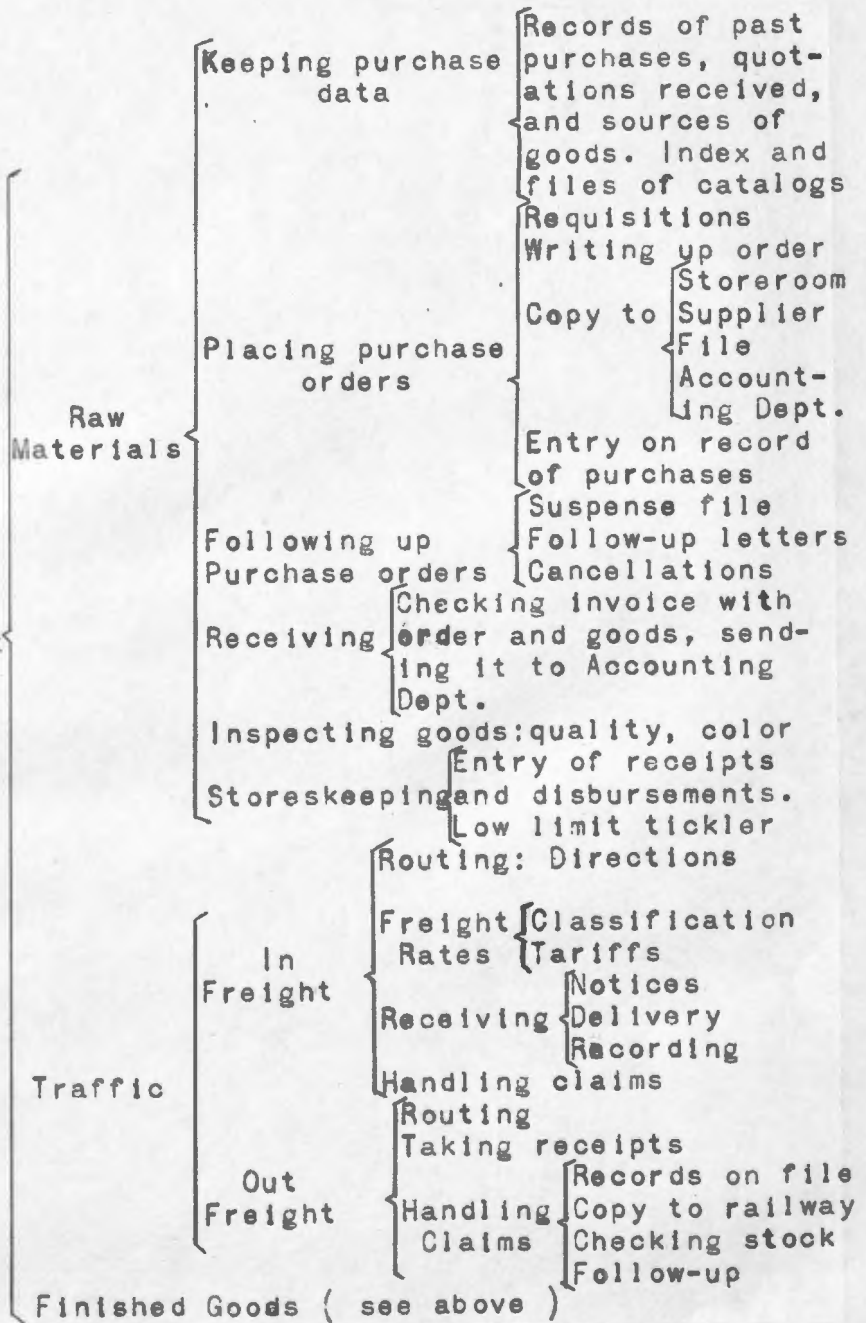 Records of past
Keeping purchase purchases, quot-
data ations received,
and sources of
goods. Index and
files of catalogs
Requisitions
Writing up order
Storeroom
Copy to Supplier
Placing purchase File
orders Account-
ing Dept.
Raw
Materials
Entry on record
of purchases
Suspense file
Following up Follow-up letters
Purchase orders Cancellations
Checking invoice with
Receiving order and goods, send-
ing it to Accounting
Dept.
Inspecting goods:quality, color
Entry of receipts
Storeskeeping and disbursements.
Low limit tickler
Routing: Directions
Freight Classification
In Rates Tariffs
Freight
Notices
Receiving Delivery
Recording
Traffic Handling claims
Routing
Taking receipts
Out Records on file
Freight Handling Copy to railway
Claims Checking stock
Follow-up
Finished Goods ( see above )